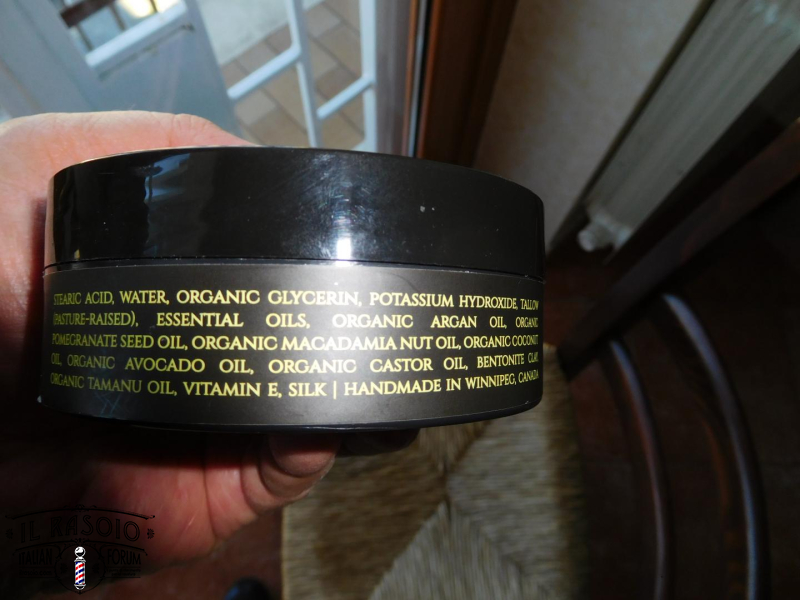 STEARIC ACID, WATER, ORGANIC GLYCERIN, POTASSIUM HYDROXIDE, TALLOW
(PASTURE-RAISED), ESSENTIAL OILS, ORGANIC ARGAN OIL, ORGANIC
POMEGRANATE SEED OIL, ORGANIC MACADAMIA NUT OIL, ORGANIC COCONUT
OIL, ORGANIC AVOCADO OIL, ORGANIC CASTOR OIL, BENTONITE CLAY,
ORGANIC TAMANU OIL, VITAMIN E, SILK | HANDMADE IN WINNIPEG, CANADA
IL RASOIO
ITALIAN FORUM